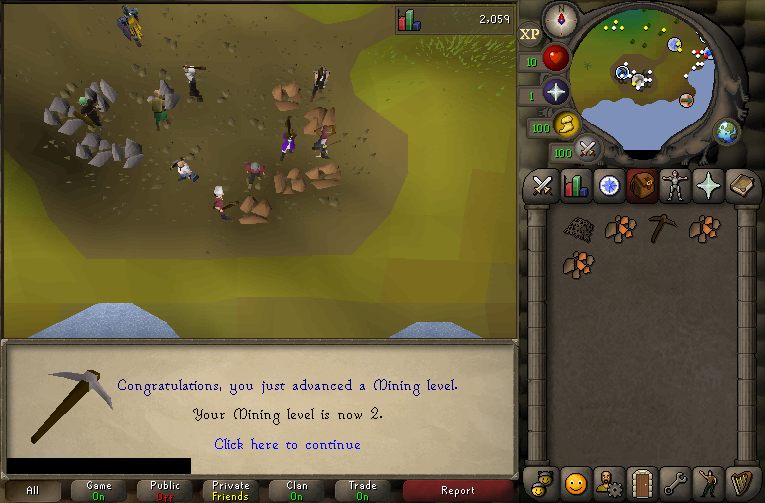 2,059
XP
10
1
100
100
Congratulations, you just advanced a Mining level.
Your Mining level is now 2.
Click here to continue
All
Game
On
Public
Off
Private
Friends
Clan
On
Trade
On
Report